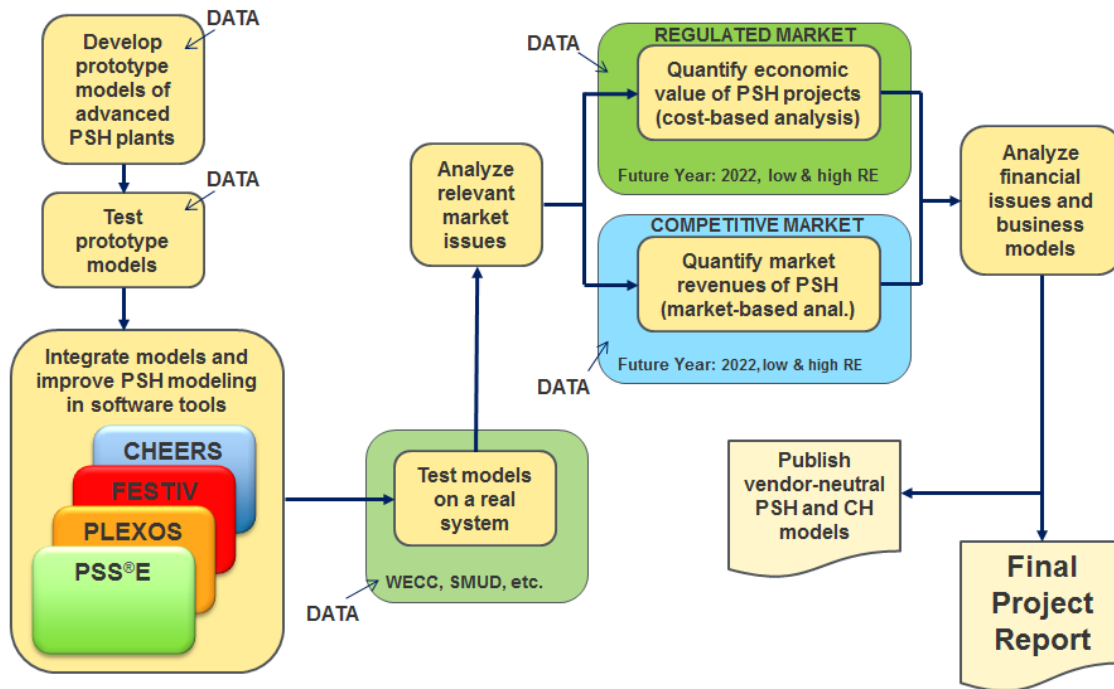 DATA
Develop
prototype
models of
advanced
PSH plants
DATA
Test
prototype
models
Integrate models and
improve PSH modeling
in software tools
CHEERS
FESTIV
PLEXOS
PSS®E
Test models
on a real
system
WECC, SMUD, etc.
DATA
Analyze
relevant
market
issues
DATA
REGULATED MARKET
Quantify economic
value of PSH projects
(cost-based analysis)
Future Year: 2022, low & high RE
COMPETITIVE MARKET
Quantify market
revenues of PSH
(market-based anal.)
Future Year: 2022, low & high RE
DATA
Analyze
financial
issues and
business
models
Publish
vendor-neutral
PSH and CH
models
Final
Project
Report